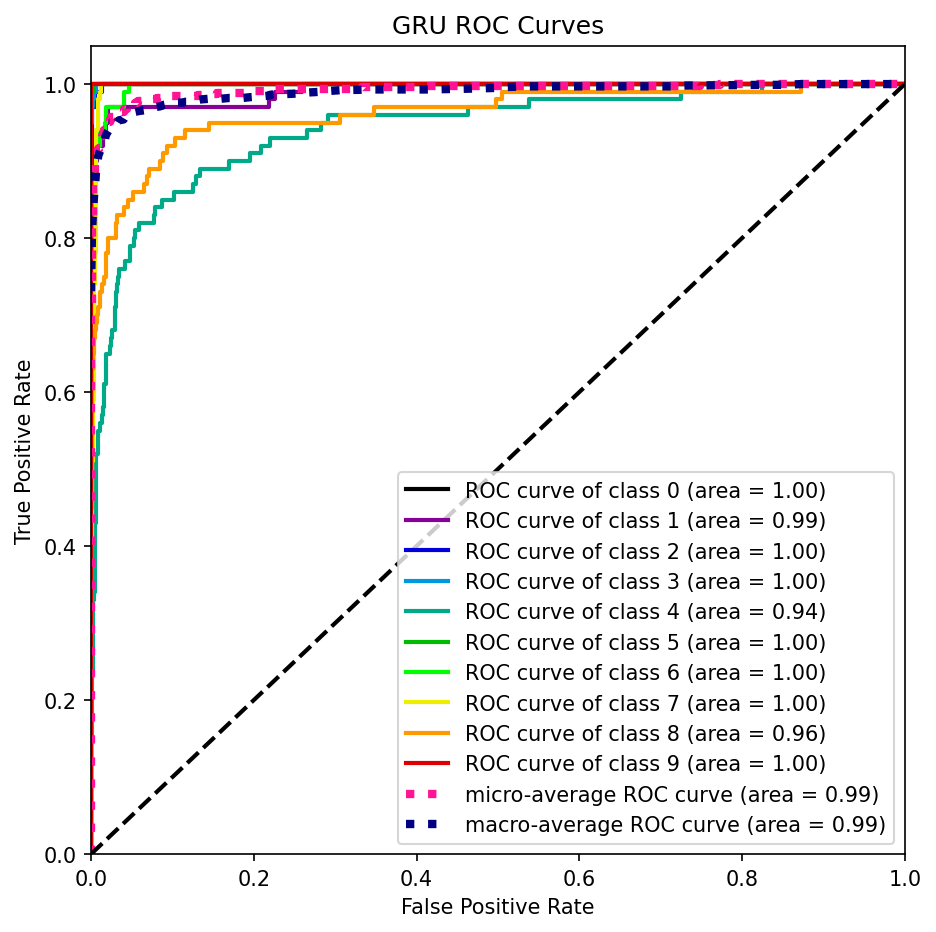 GRU ROC Curves
True Positive Rate
1.0
0.8
0.6
0.4
0.2
0.0
ROC curve of class 0 (area = 1.00)
ROC curve of class 1 (area = 0.99)
ROC curve of class 2 (area = 1.00)
ROC curve of class 3 (area = 1.00)
ROC curve of class 4 (area = 0.94)
ROC curve of class 5 (area = 1.00)
ROC curve of class 6 (area = 1.00)
ROC curve of class 7 (area = 1.00)
ROC curve of class 8 (area = 0.96)
ROC curve of class 9 (area = 1.00)
micro-average ROC curve (area = 0.99)
macro-average ROC curve (area = 0.99)
0.0 0.2 0.4 0.6 0.8 1.0
False Positive Rate